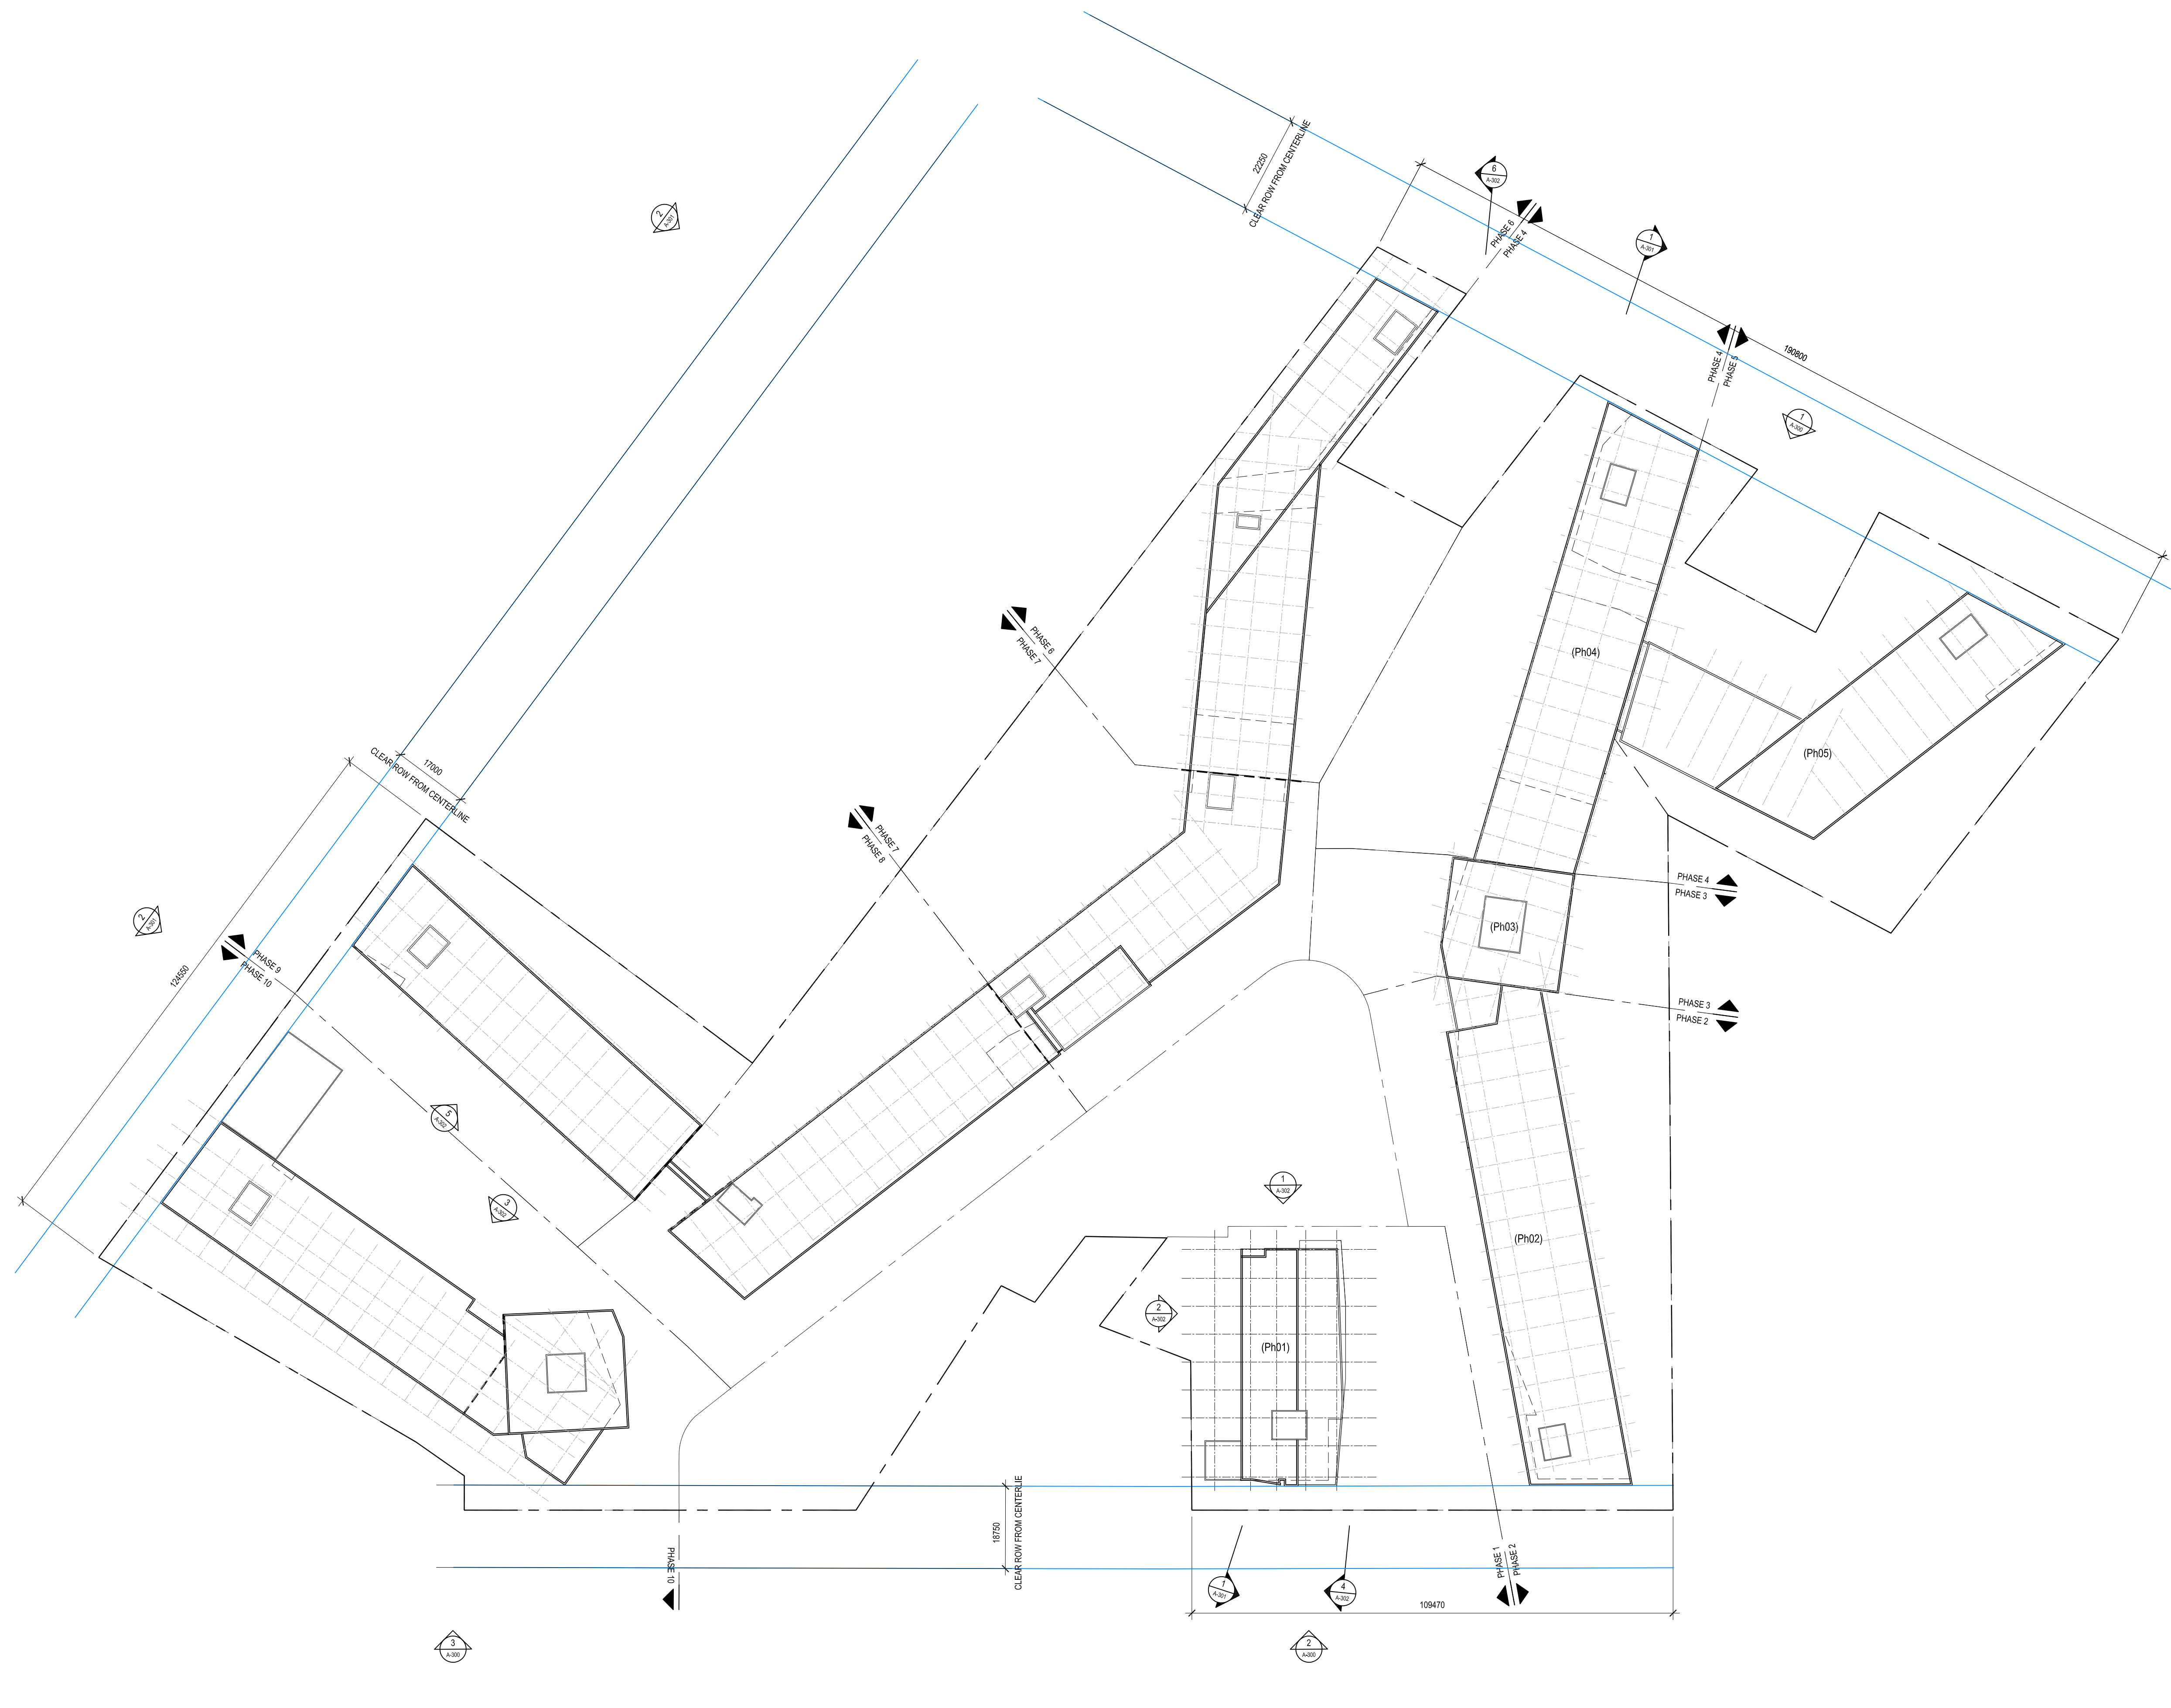 22250
CLEAR ROW FROM CENTERLINE
6
A-302
2
A-301
PHASE 6
PHASE 4
1
A-301
190800
PHASE 4
PHASE 5
1
A-300
PHASE 6
PHASE 7
(Ph04)
(Ph05)
17000
CLEAR ROW FROM CENTERLINE
PHASE 7
PHASE 8
PHASE 4
PHASE 3
2
A-301
(Ph03)
124550
PHASE 9
PHASE 10
PHASE 3
PHASE 2
5
A-302
1
A-302
3
A-302
(Ph02)
2
A-302
(Ph01)
18750
CLEAR ROW FROM CENTERLIE
PHASE 10
PHASE 1
PHASE 2
1
A-301
4
A-302
109470
3
A-300
2
A-300